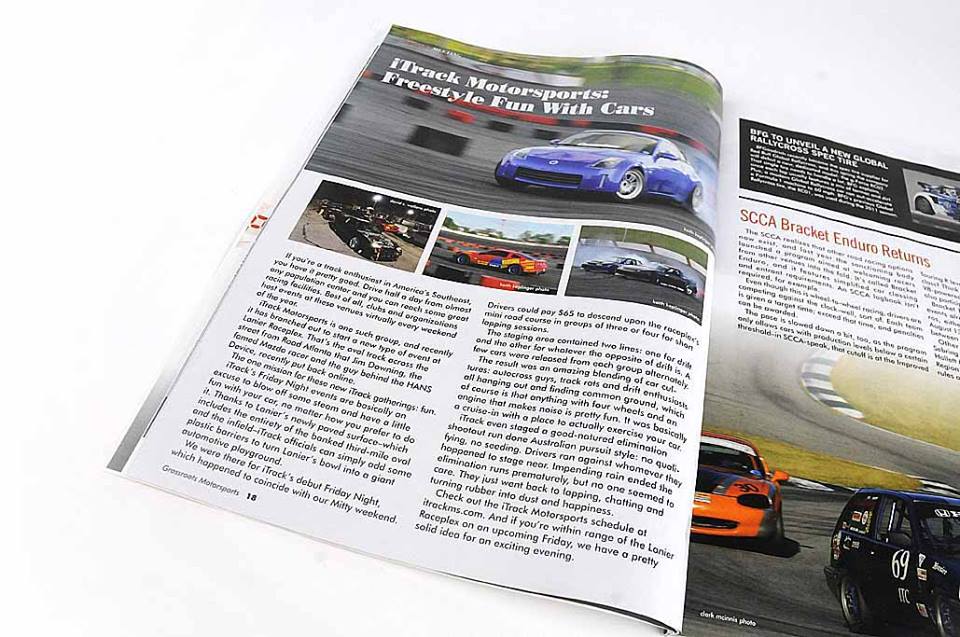 iTrack Motorsports:
Freestyle Fun With Cars
david s. wallens photo
keith hepinger photo
If you're a track enthusiast in America's Southeast,
you have it pretty good. Drive half a day from almost
any population center and you can reach some great
racing facilities. Best of all, clubs and organizations
host events at these venues virtually every weekend
of the year.
iTrack Motorsports is one such group, and recently
it has branched out to start a new type of event at
Lanier Raceplex. That's the oval track across the
street from Road Atlanta that Jim Downing, the
famed Mazda racer and the guy behind the HANS
Device, recently put back online.
The one mission for these new iTrack gatherings: fun.
iTrack's Friday Night events are basically an
excuse to blow off some steam and have a little
fun with your car, no matter how you prefer to do
it. Thanks to Lanier's newly paved surface–which
includes the entirety of the banked third-mile oval
and the infield–iTrack officials can simply add some
plastic barriers to turn Lanier's bowl into a giant
automotive playground.
We were there for iTrack's debut Friday Night,
which happened to coincide with our Mitty weekend.
Grassroots Motorsports 18
Drivers could pay $65 to descend upon the raceplex's
mini road course in groups of three or four for short
lapping sessions.
The staging area contained two lines: one for drift
and the other for whatever the opposite of drift is. A
few cars were released from each group alternately.
The result was an amazing blending of car cul-
tures: autocross guys, track rats and drift enthusiasts
all hanging out and finding common ground, which
of course is that anything with four wheels and an
engine that makes noise is pretty fun. It was basically
a cruise-in with a place to actually exercise your car.
iTrack even staged a good-natured elimination
shootout run done Australian pursuit style: no quali-
fying, no seeding. Drivers ran against whomever they
happened to stage near. Impending rain ended the
elimination runs prematurely, but no one seemed to
care. They just went back to lapping, chatting and
turning rubber into dust and happiness.
Check out the iTrack Motorsports schedule at
itrackms.com. And if you're within range of the Lanier
Raceplex on an upcoming Friday, we have a pretty
solid idea for an exciting evening.
BFG TO UNVEIL A NEW GLOBAL
RALLYCROSS SPEC TIRE
SCCA Bracket Enduro Returns
The SCCA realizes that other road racing options
now exist, and last year the sanctioning body
launched a program aimed at welcoming racers
from other venues into the fold. It's called Bracket
Enduro, and it features simplified car classing
and entrant requirements. An SCCA logbook isn't
required, for example.
Even though this is wheel-to-wheel racing, drivers are
competing against the clock, sort of. Each team
is given a target time; exceed that time, and penalties
can be awarded.
The pace is slowed down a bit, too, as the program
only allows cars with production levels below a certain
threshold–in SCCA-speak, that cutoff is at the Improved
30
69
ITC
clark mcinnis photo